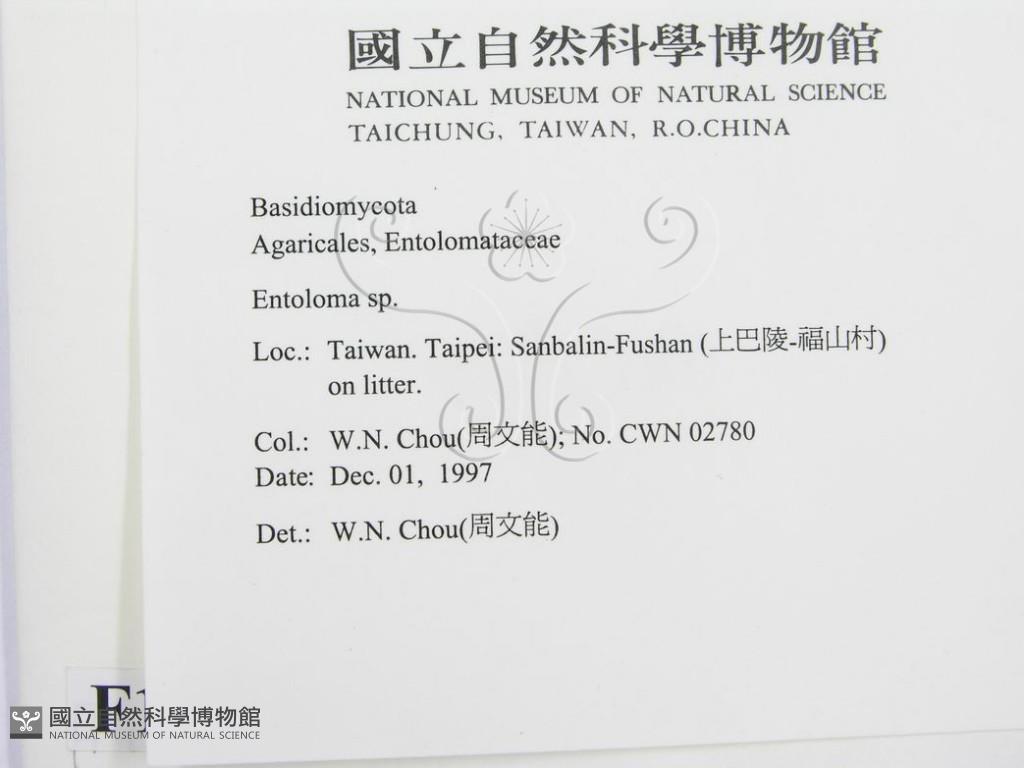 國立自然科學博物館
NATIONAL MUSEUM OF NATURAL SCIENCE
TAICHUNG, TAIWAN, R.O.CHINA
Basidiomycota
Agaricales, Entolomataceae
Entoloma sp.
Loc.: Taiwan. Taipei: Sanbalin-Fushan (上巴陵-福山村)
on litter.
Col.: W.N. Chou(周文能); No. CWN 02780
Date: Dec. 01, 1997
Det.: W.N. Chou(周文能)
國立自然科學博物館
NATIONAL MUSEUM OF NATURAL SCIENCE